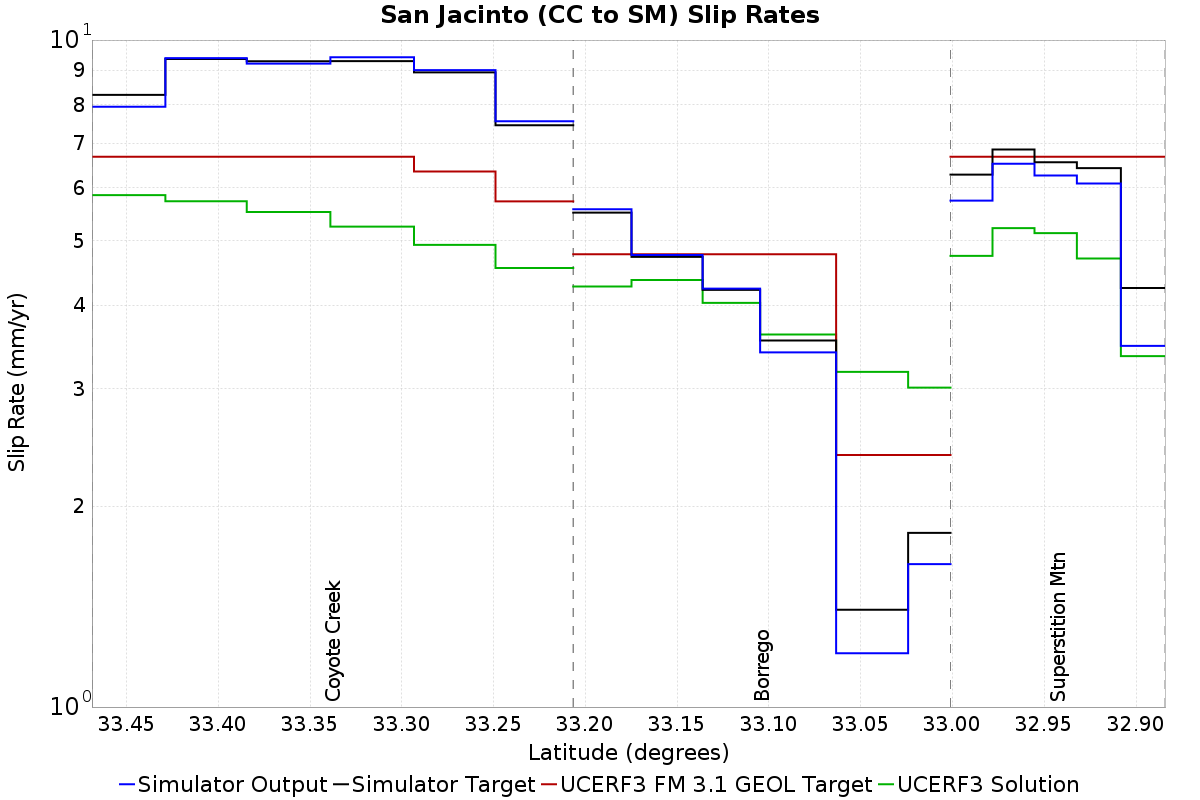 San Jacinto (CC to SM) Slip Rates
10¹
9
8
7
6
5
4
3
2
10⁰
Slip Rate (mm/yr)
Coyote Creek
Borrego
Superstition Mtn
33.45 33.40 33.35 33.30 33.25 33.20 33.15 33.10 33.05 33.00 32.95 32.90
Latitude (degrees)
Simulator Output Simulator Target UCERF3 FM 3.1 GEOL Target UCERF3 Solution